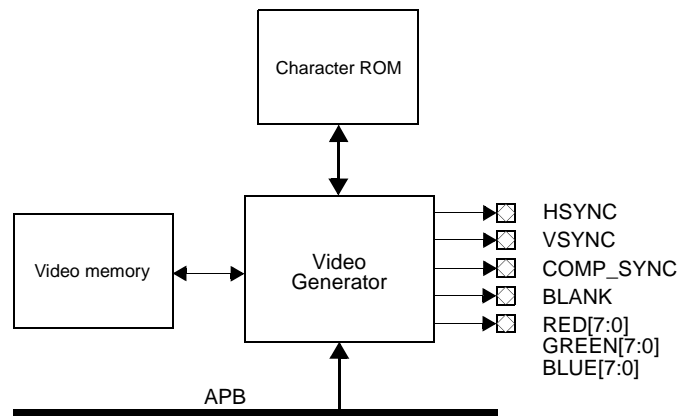 Character ROM
Video memory
Video
Generator
HSYNC
VSYNC
COMP_SYNC
BLANK
RED[7:0]
GREEN[7:0]
BLUE[7:0]
APB